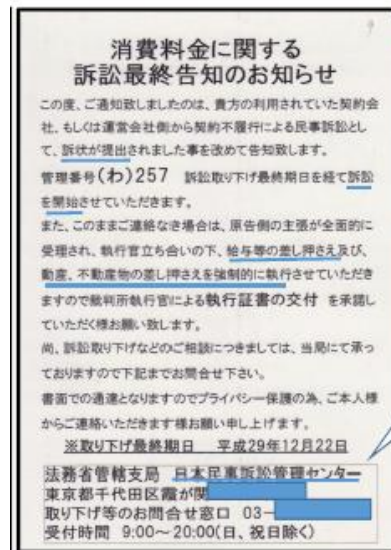 消費料金に関する
訴訟最終告知のお知らせ
この度、ご通知致しましたのは、貴方の利用されていた契約会
社、もしくは運営会社側から契約不履行による民事訴訟とし
て、訴状が提出されました事を改めて告知致します。
管理番号(わ)257 訴訟取り下げ最終期日を経て訴訟
を開始させていただきます。
また、このままご連絡なき場合は、原告側の主張が全面的に
受理され、執行官立ち会いの下、給与等の差し押さえ及び、
動産、不動産物の差し押さえを強制的に執行させていただき
ますので裁判所執行官による執行証書の交付 を承諾し
ていただく様お願い致します。
尚、訴訟取り下げなどのご相談につきましては、当局にて承っ
ておりますので下記までお問合せ下さい。
書面での通達となりますのでプライバシー保護の為、ご本人様
からご連絡いただきます様お願い申し上げます。
※取り下げ最終期日 平成29年12月22日
法務省管轄支局 日本民事訴訟管理センター
東京都千代田区霞が関
取り下げ等のお問合せ窓口 03-
受付時間 9:00~20:00(日、祝日除く)